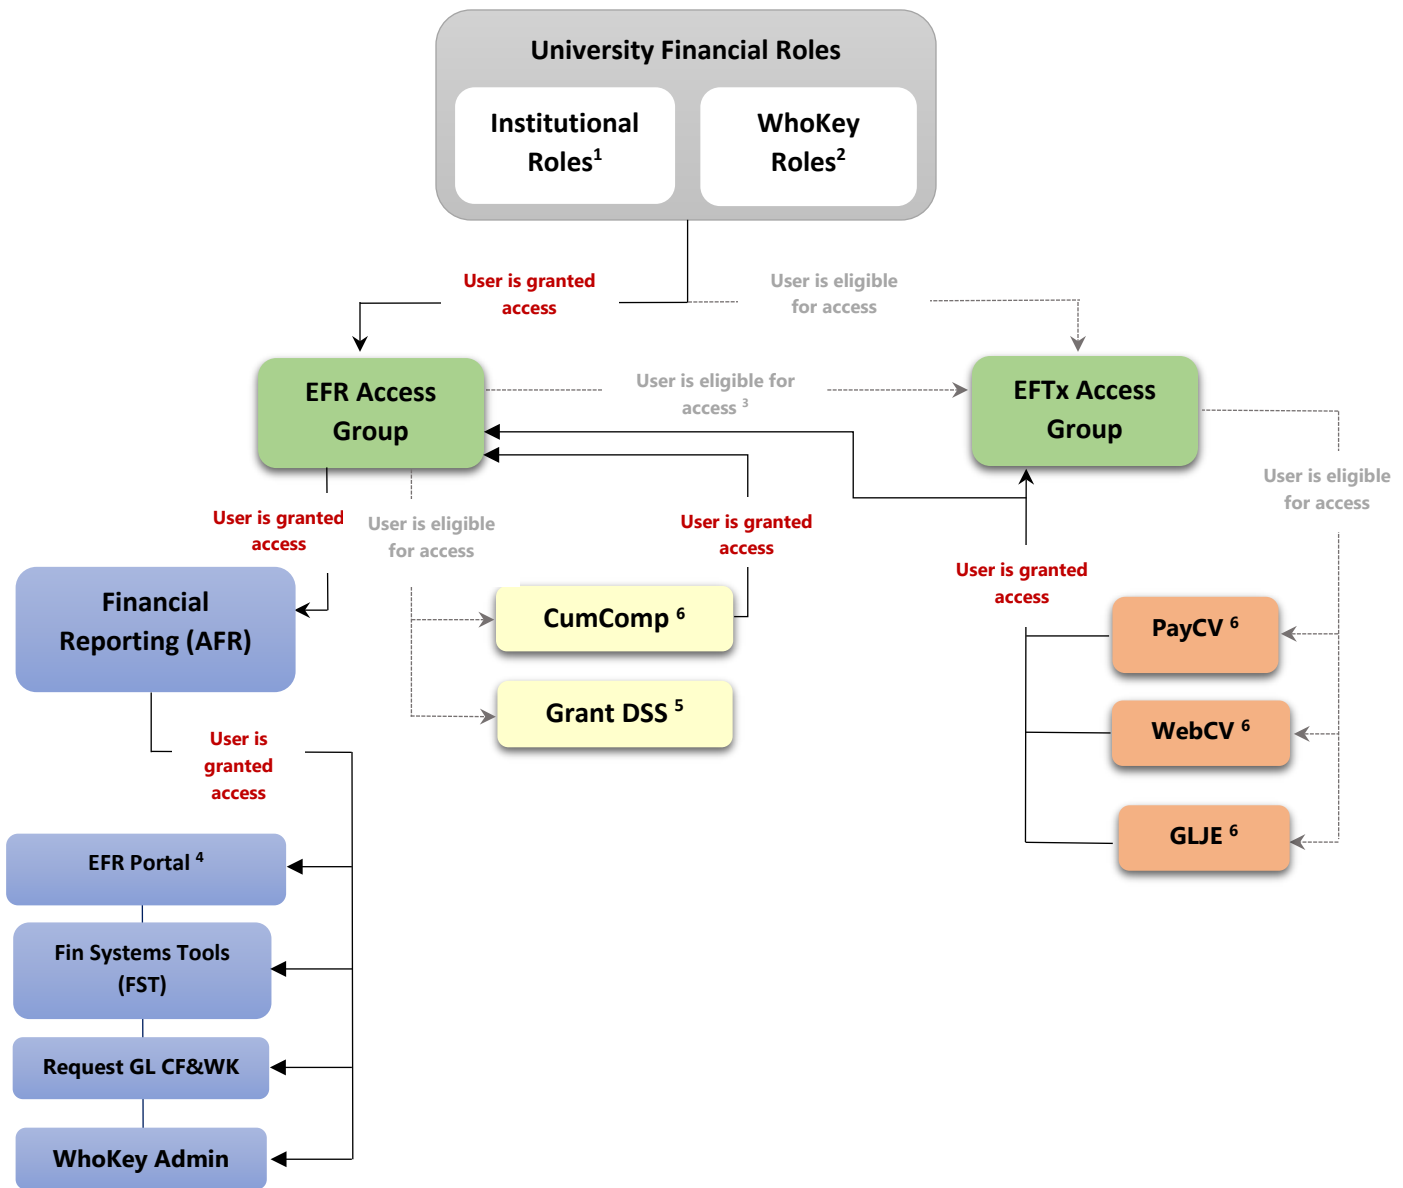 University Financial Roles
Institutional
Roles1
WhoKey
Roles2
User is granted
access
User is eligible
for access
EFR Access
Group
User is eligible for
access 3
EFTx Access
Group
User is granted
access
User is eligible
for access
User is granted
access
User is granted
access
User is eligible
for access
Financial
Reporting (AFR)
CumComp 6
Grant DSS 5
PayCV 6
WebCV 6
GLJE 6
User is
granted
access
EFR Portal 4
Fin Systems Tools
(FST)
Request GL CF&WK
WhoKey Admin